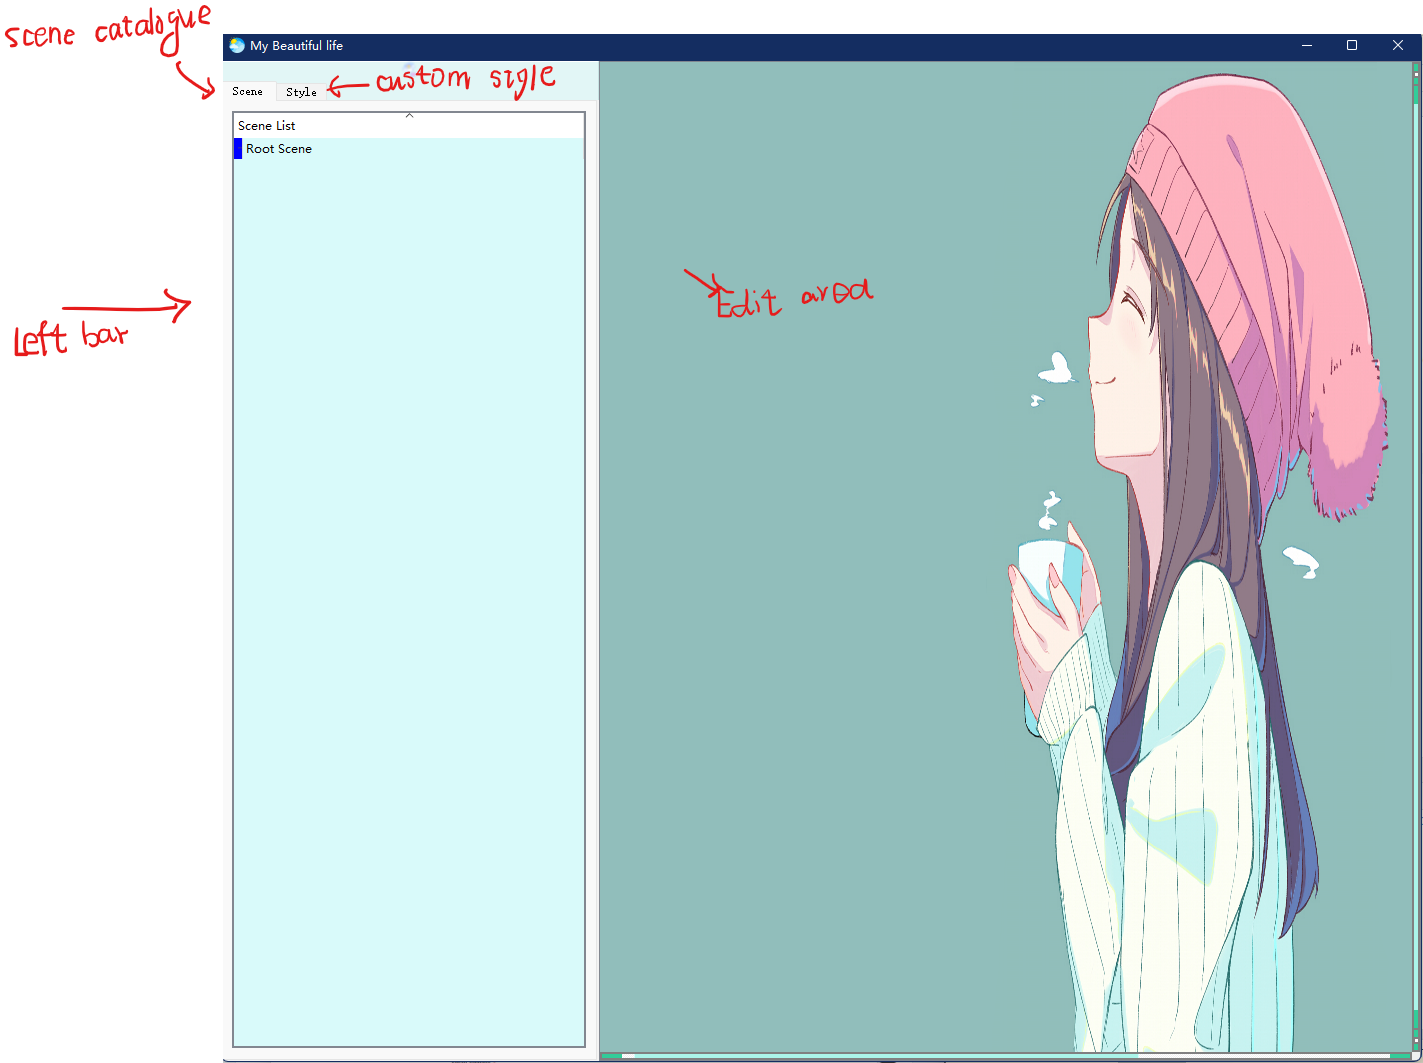 scene catalogue
My Beautiful life
custom style
Scene
Style
Scene List
Root Scene
Edit area
Left bar